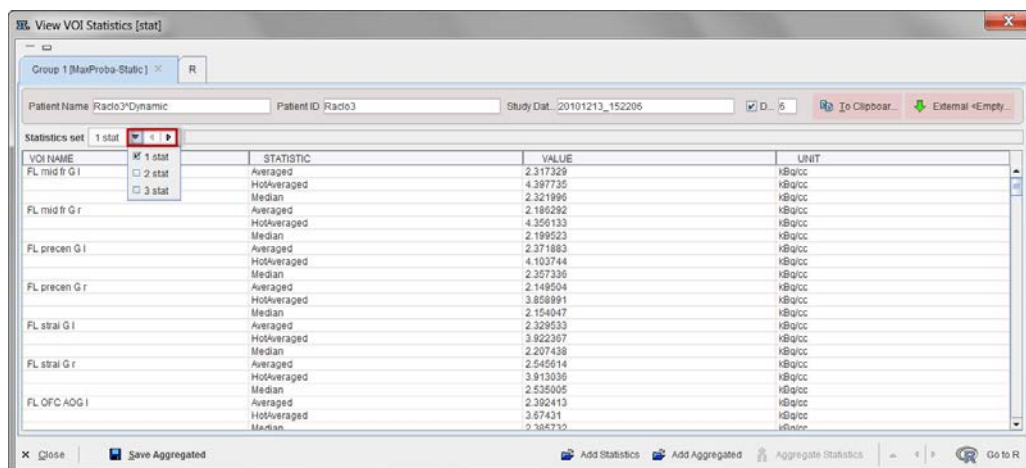 View VOI Statistics [stat]
Group 1 [MaxProba-Static] R
Patient Name Raclo3^Dynamic Patient ID Raclo3 Study Dat... 20101213_152206 D... 6 To Clipboar... External <Empty...
Statistics set 1 stat
1 stat
2 stat
3 stat
VOI NAME STATISTIC VALUE UNIT
FL mid fr G l Averaged 2.317329 kBq/cc
HotAveraged 4.397735 kBq/cc
Median 2.321996 kBq/cc
FL mid fr G r Averaged 2.186292 kBq/cc
HotAveraged 4.356133 kBq/cc
Median 2.199523 kBq/cc
FL precen G l Averaged 2.371883 kBq/cc
HotAveraged 4.103744 kBq/cc
Median 2.357336 kBq/cc
FL precen G r Averaged 2.149504 kBq/cc
HotAveraged 3.858991 kBq/cc
Median 2.154047 kBq/cc
FL strai G l Averaged 2.329533 kBq/cc
HotAveraged 3.922367 kBq/cc
Median 2.207438 kBq/cc
FL strai G r Averaged 2.545614 kBq/cc
HotAveraged 3.913036 kBq/cc
Median 2.535005 kBq/cc
FL OFC AOG l Averaged 2.392413 kBq/cc
HotAveraged 3.67431 kBq/cc
Median 2.385732 kBq/cc
Close Save Aggregated Add Statistics Add Aggregated Aggregate Statistics Go to R